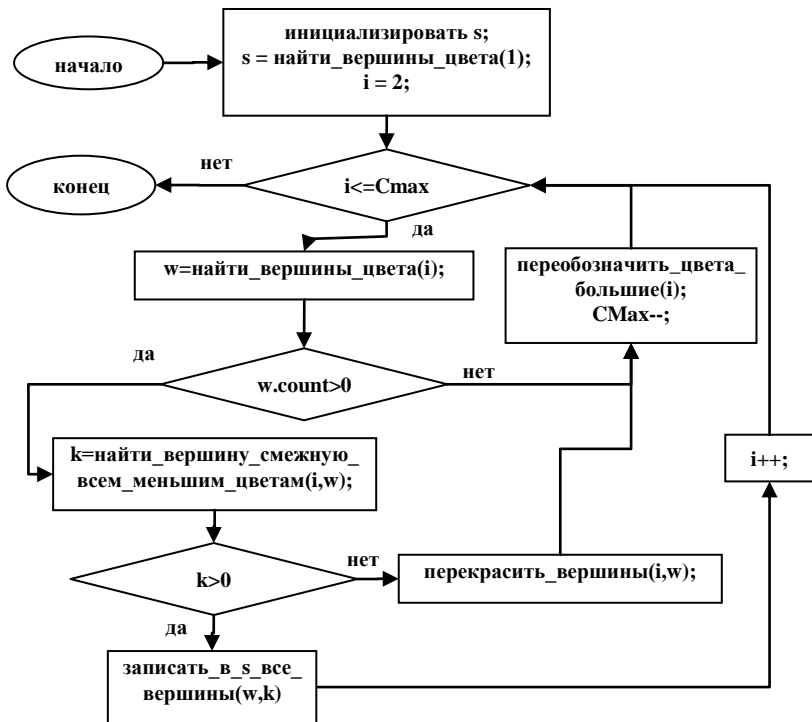 инициализировать s;
s = найти_вершины_цвета(1);
i = 2;
начало
нет
конец
i<=Cmax
да
w=найти_вершины_цвета(i);
переобозначить_цвета_
большие(i);
CMax--;
да
w.count>0
нет
k=найти_вершину_смежную_
всем_меньшим_цветам(i,w);
i++;
k>0
нет
перекрасить_вершины(i,w);
да
записать_в_s_все_
вершины(w,k)